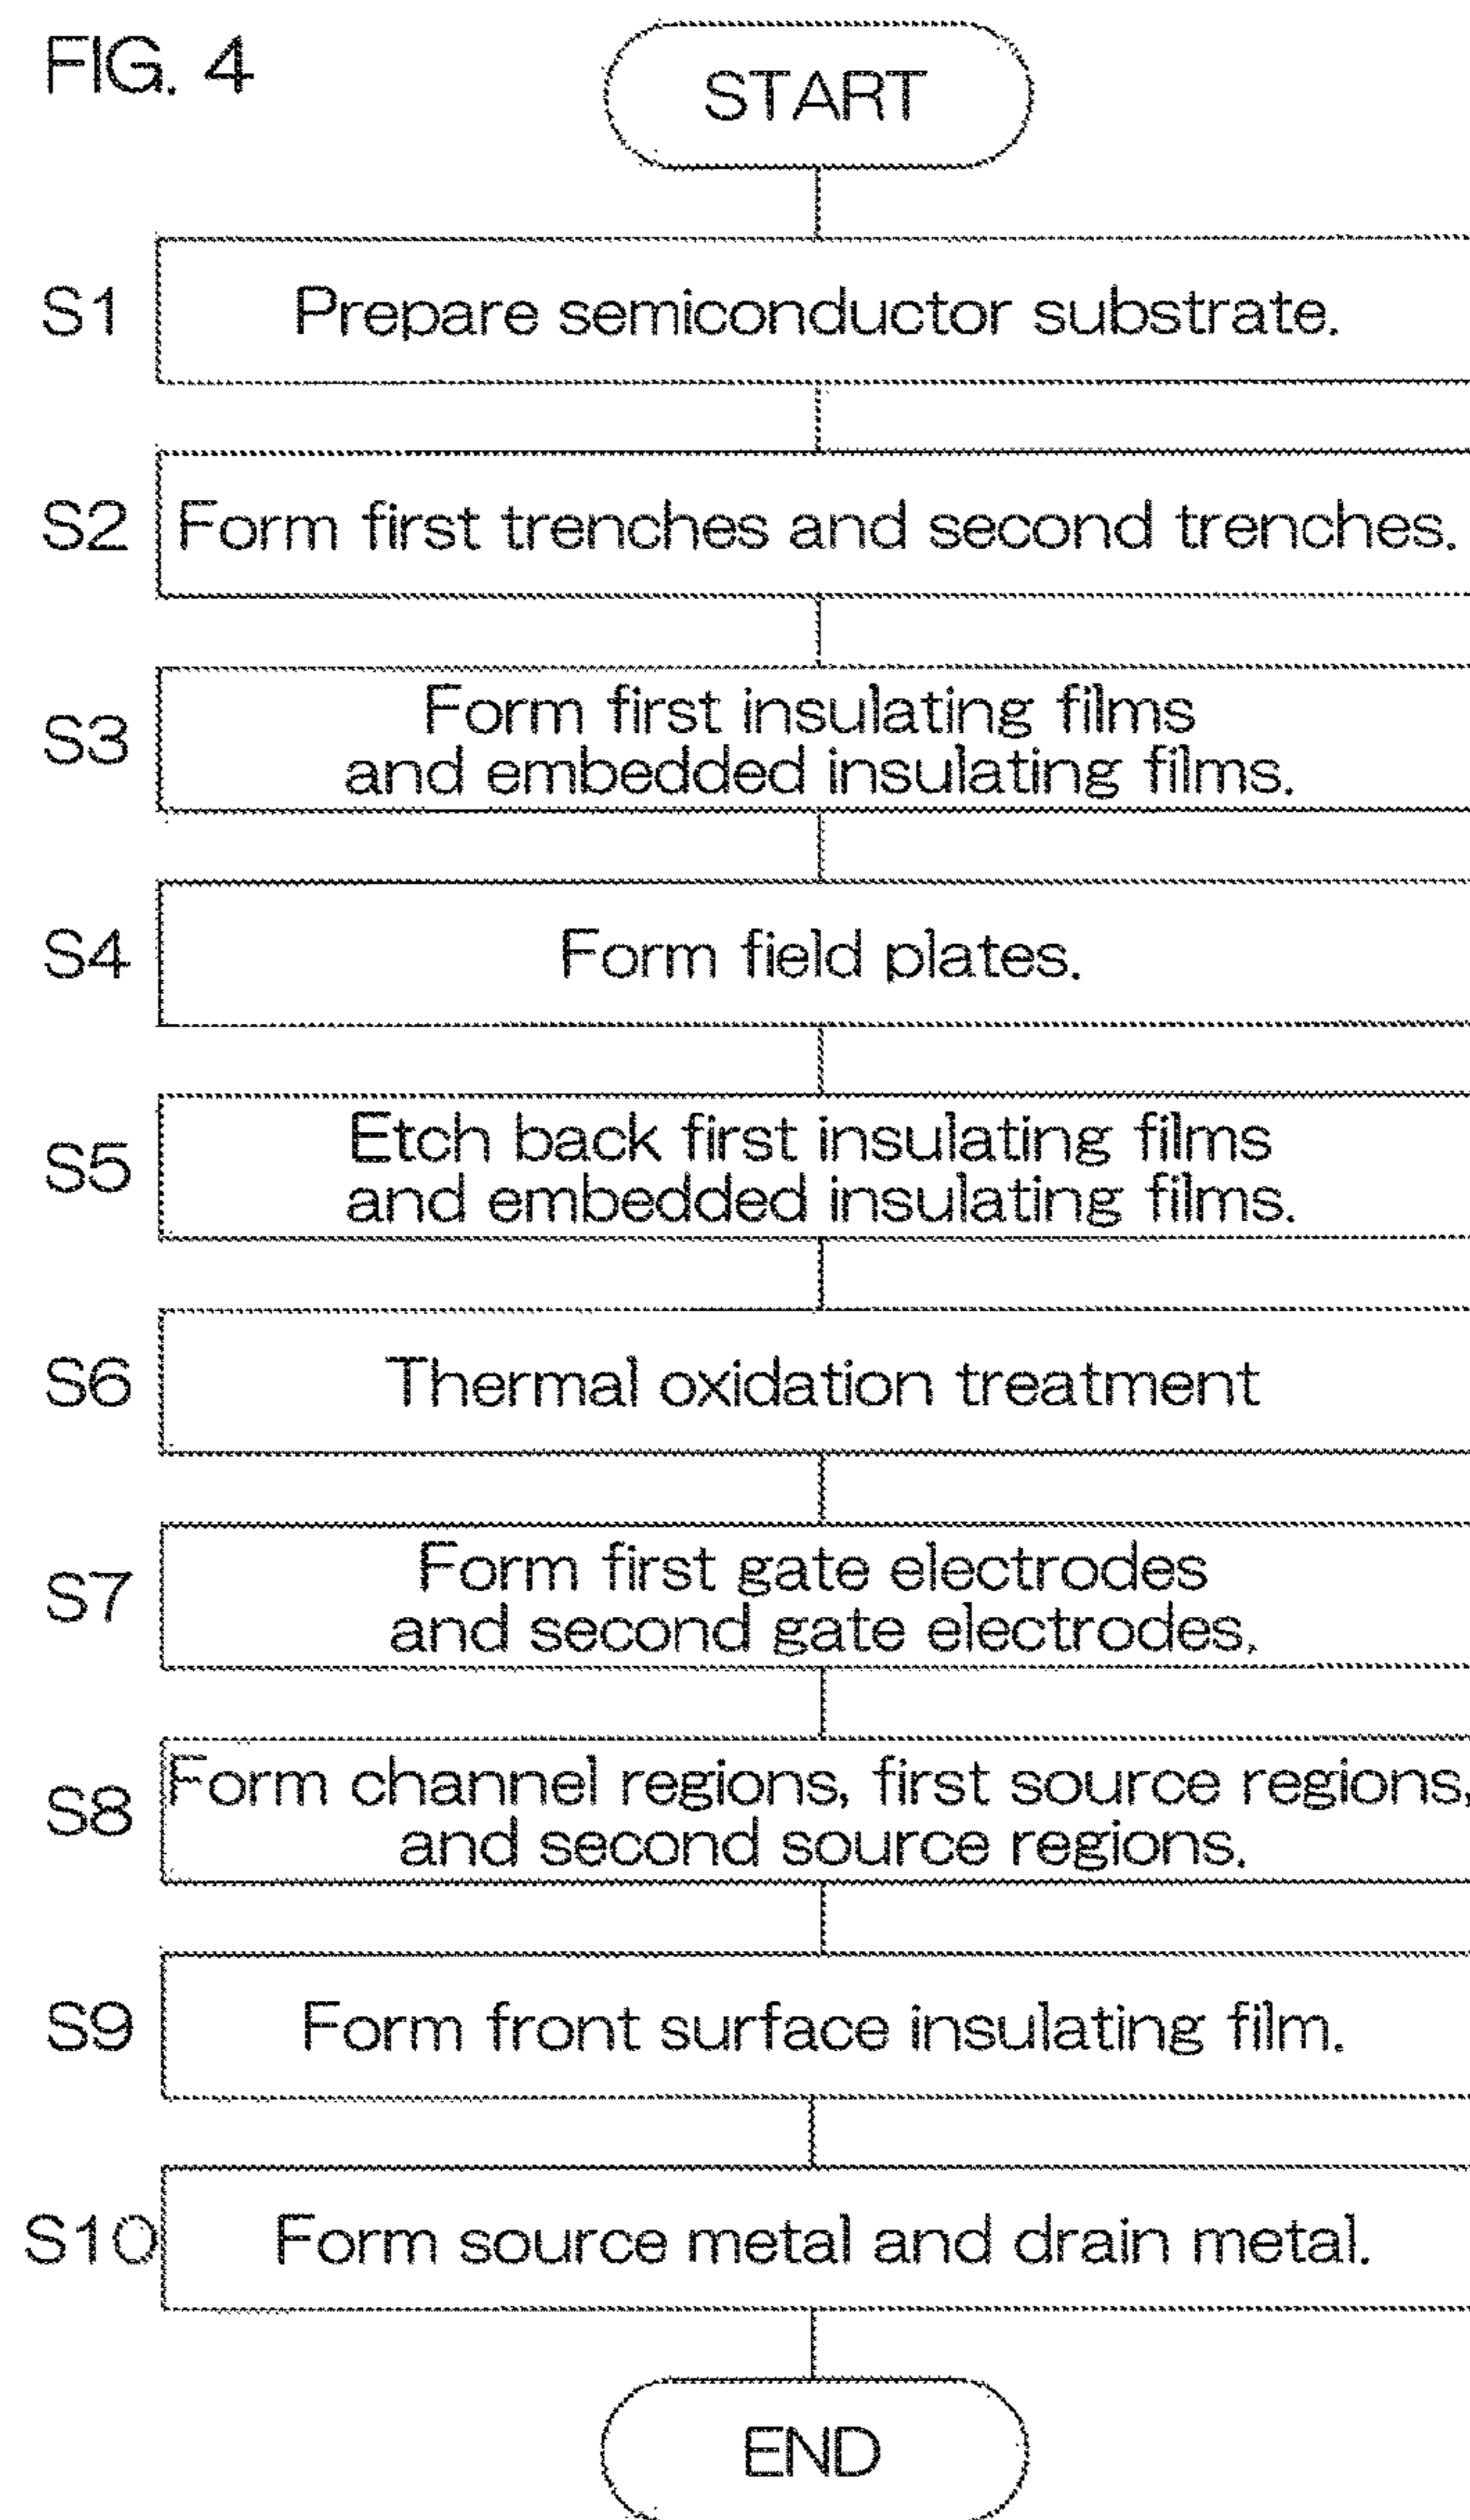 FIG. 4
START
S1
Prepare semiconductor substrate.
S2
Form first trenches and second trenches.
S3
Form first insulating films
and embedded insulating films.
S4
Form field plates.
S5
Etch back first insulating films
and embedded insulating films.
S6
Thermal oxidation treatment
S7
Form first gate electrodes
and second gate electrodes.
S8
Form channel regions, first source regions,
and second source regions.
S9
Form front surface insulating film.
S10
Form source metal and drain metal.
END